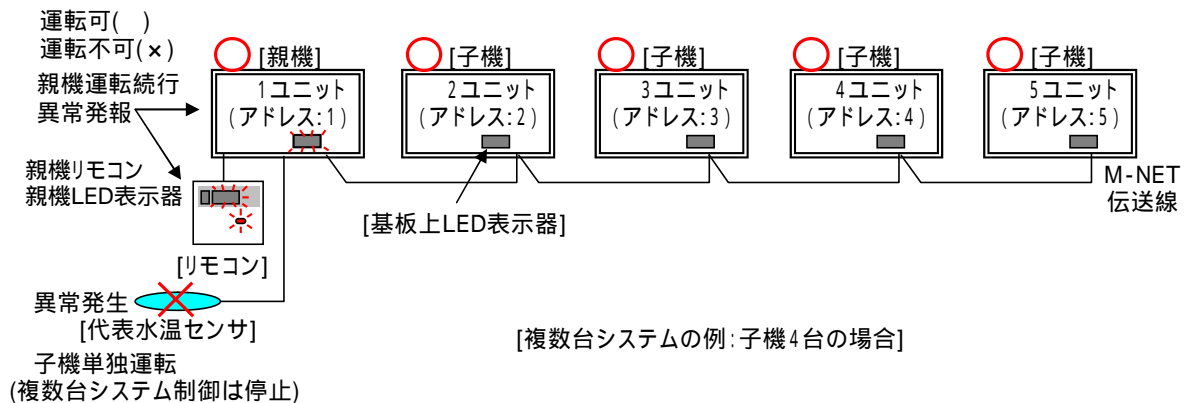 運転可(　)
運転不可(×)
親機運転続行
異常発報
親機リモコン
親機LED表示器
[親機]
1ユニット
(アドレス:1)
[子機]
2ユニット
(アドレス:2)
[子機]
3ユニット
(アドレス:3)
[子機]
4ユニット
(アドレス:4)
[子機]
5ユニット
(アドレス:5)
M-NET
伝送線
[基板上LED表示器]
[リモコン]
異常発生
[代表水温センサ]
子機単独運転
(複数台システム制御は停止)
[複数台システムの例:子機4台の場合]